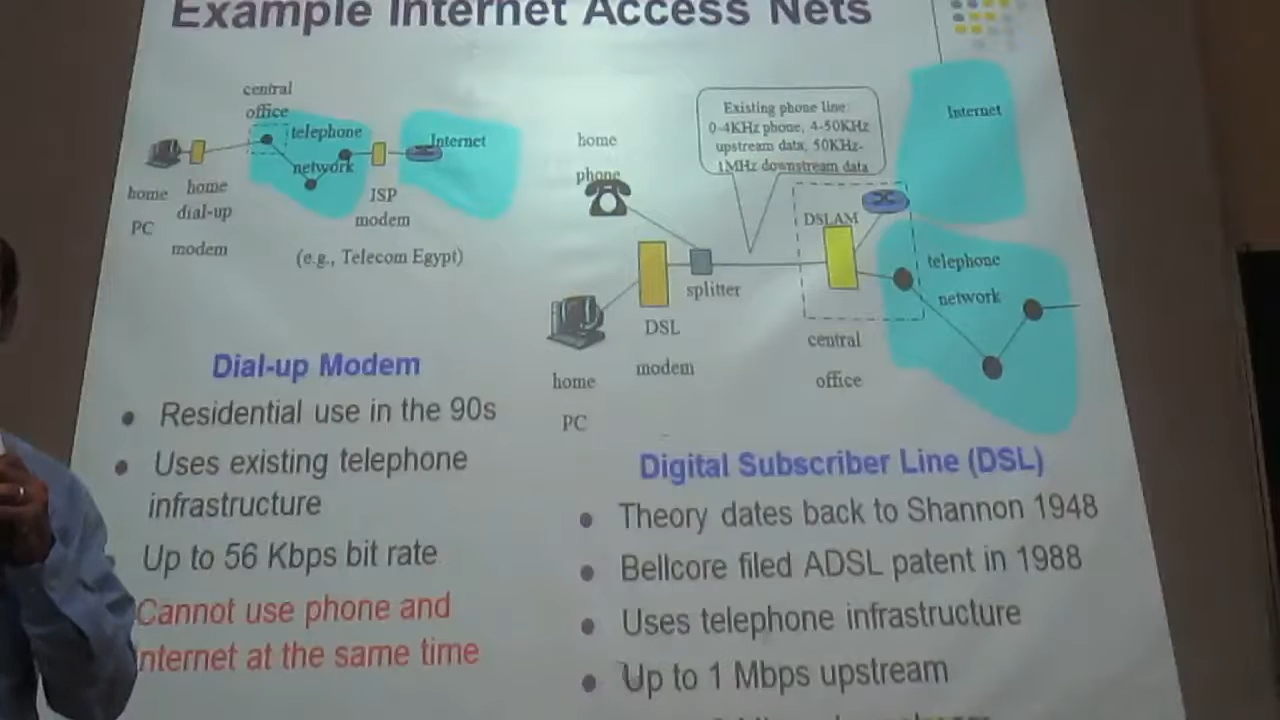 Example Internet Access Nets
central
office
telephone
network
Internet
home
PC
home
dial-up
modem
ISP
modem
(e.g., Telecom Egypt)
Existing phone line:
0-4KHz phone, 4-50KHz
upstream data, 50KHz-
1MHz downstream data
Internet
home
phone
DSLAM
telephone
network
splitter
DSL
modem
home
PC
central
office
Dial-up Modem
Residential use in the 90s
Uses existing telephone
infrastructure
Up to 56 Kbps bit rate
Cannot use phone and
Internet at the same time
Digital Subscriber Line (DSL)
Theory dates back to Shannon 1948
Bellcore filed ADSL patent in 1988
Uses telephone infrastructure
Up to 1 Mbps upstream